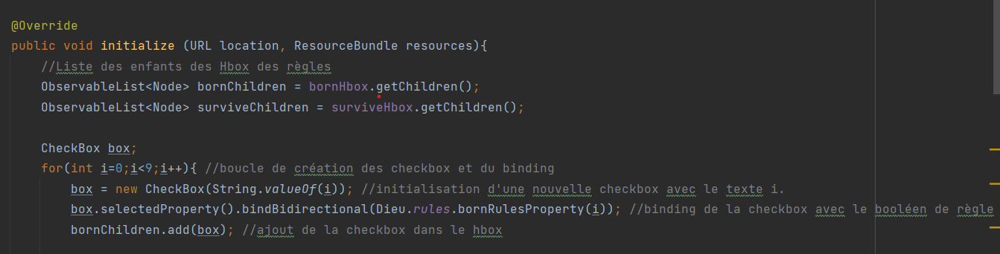 @Override
public void initialize (URL location, ResourceBundle resources){
//Liste des enfants des Hbox des règles
ObservableList<Node> bornChildren = bornHbox.getChildren();
ObservableList<Node> surviveChildren = surviveHbox.getChildren();
CheckBox box;
for(int i=0;i<9;i++){ //boucle de création des checkbox et du binding
box = new CheckBox(String.valueOf(i)); //initialisation d'une nouvelle checkbox avec le texte i.
box.selectedProperty().bindBidirectional(Dieu.rules.bornRulesProperty(i)); //binding de la checkbox avec le booléen de règle
bornChildren.add(box); //ajout de la checkbox dans le hbox